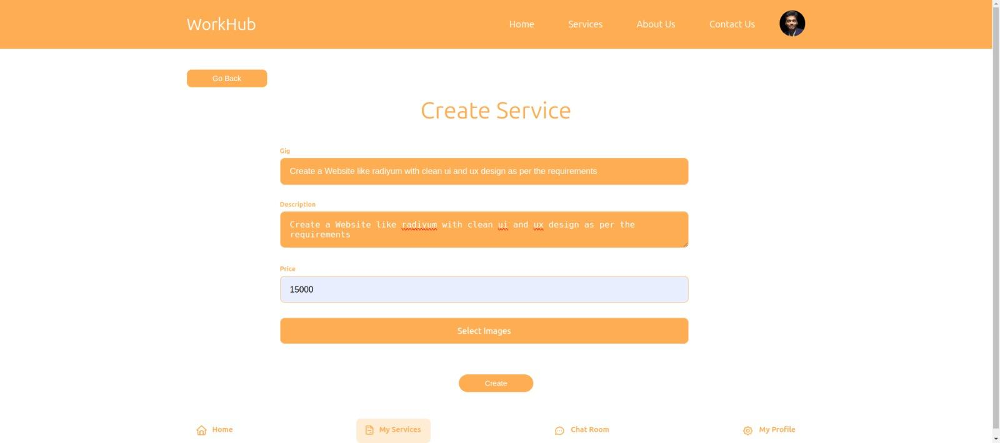 WorkHub
Home
Services
About Us
Contact Us
Go Back
Create Service
Gig
Create a Website like radiyum with clean ui and ux design as per the requirements
Description
Create a Website like radiyum with clean ui and ux design as per the
requirements
Price
15000
Select Images
Create
Home
My Services
Chat Room
My Profile